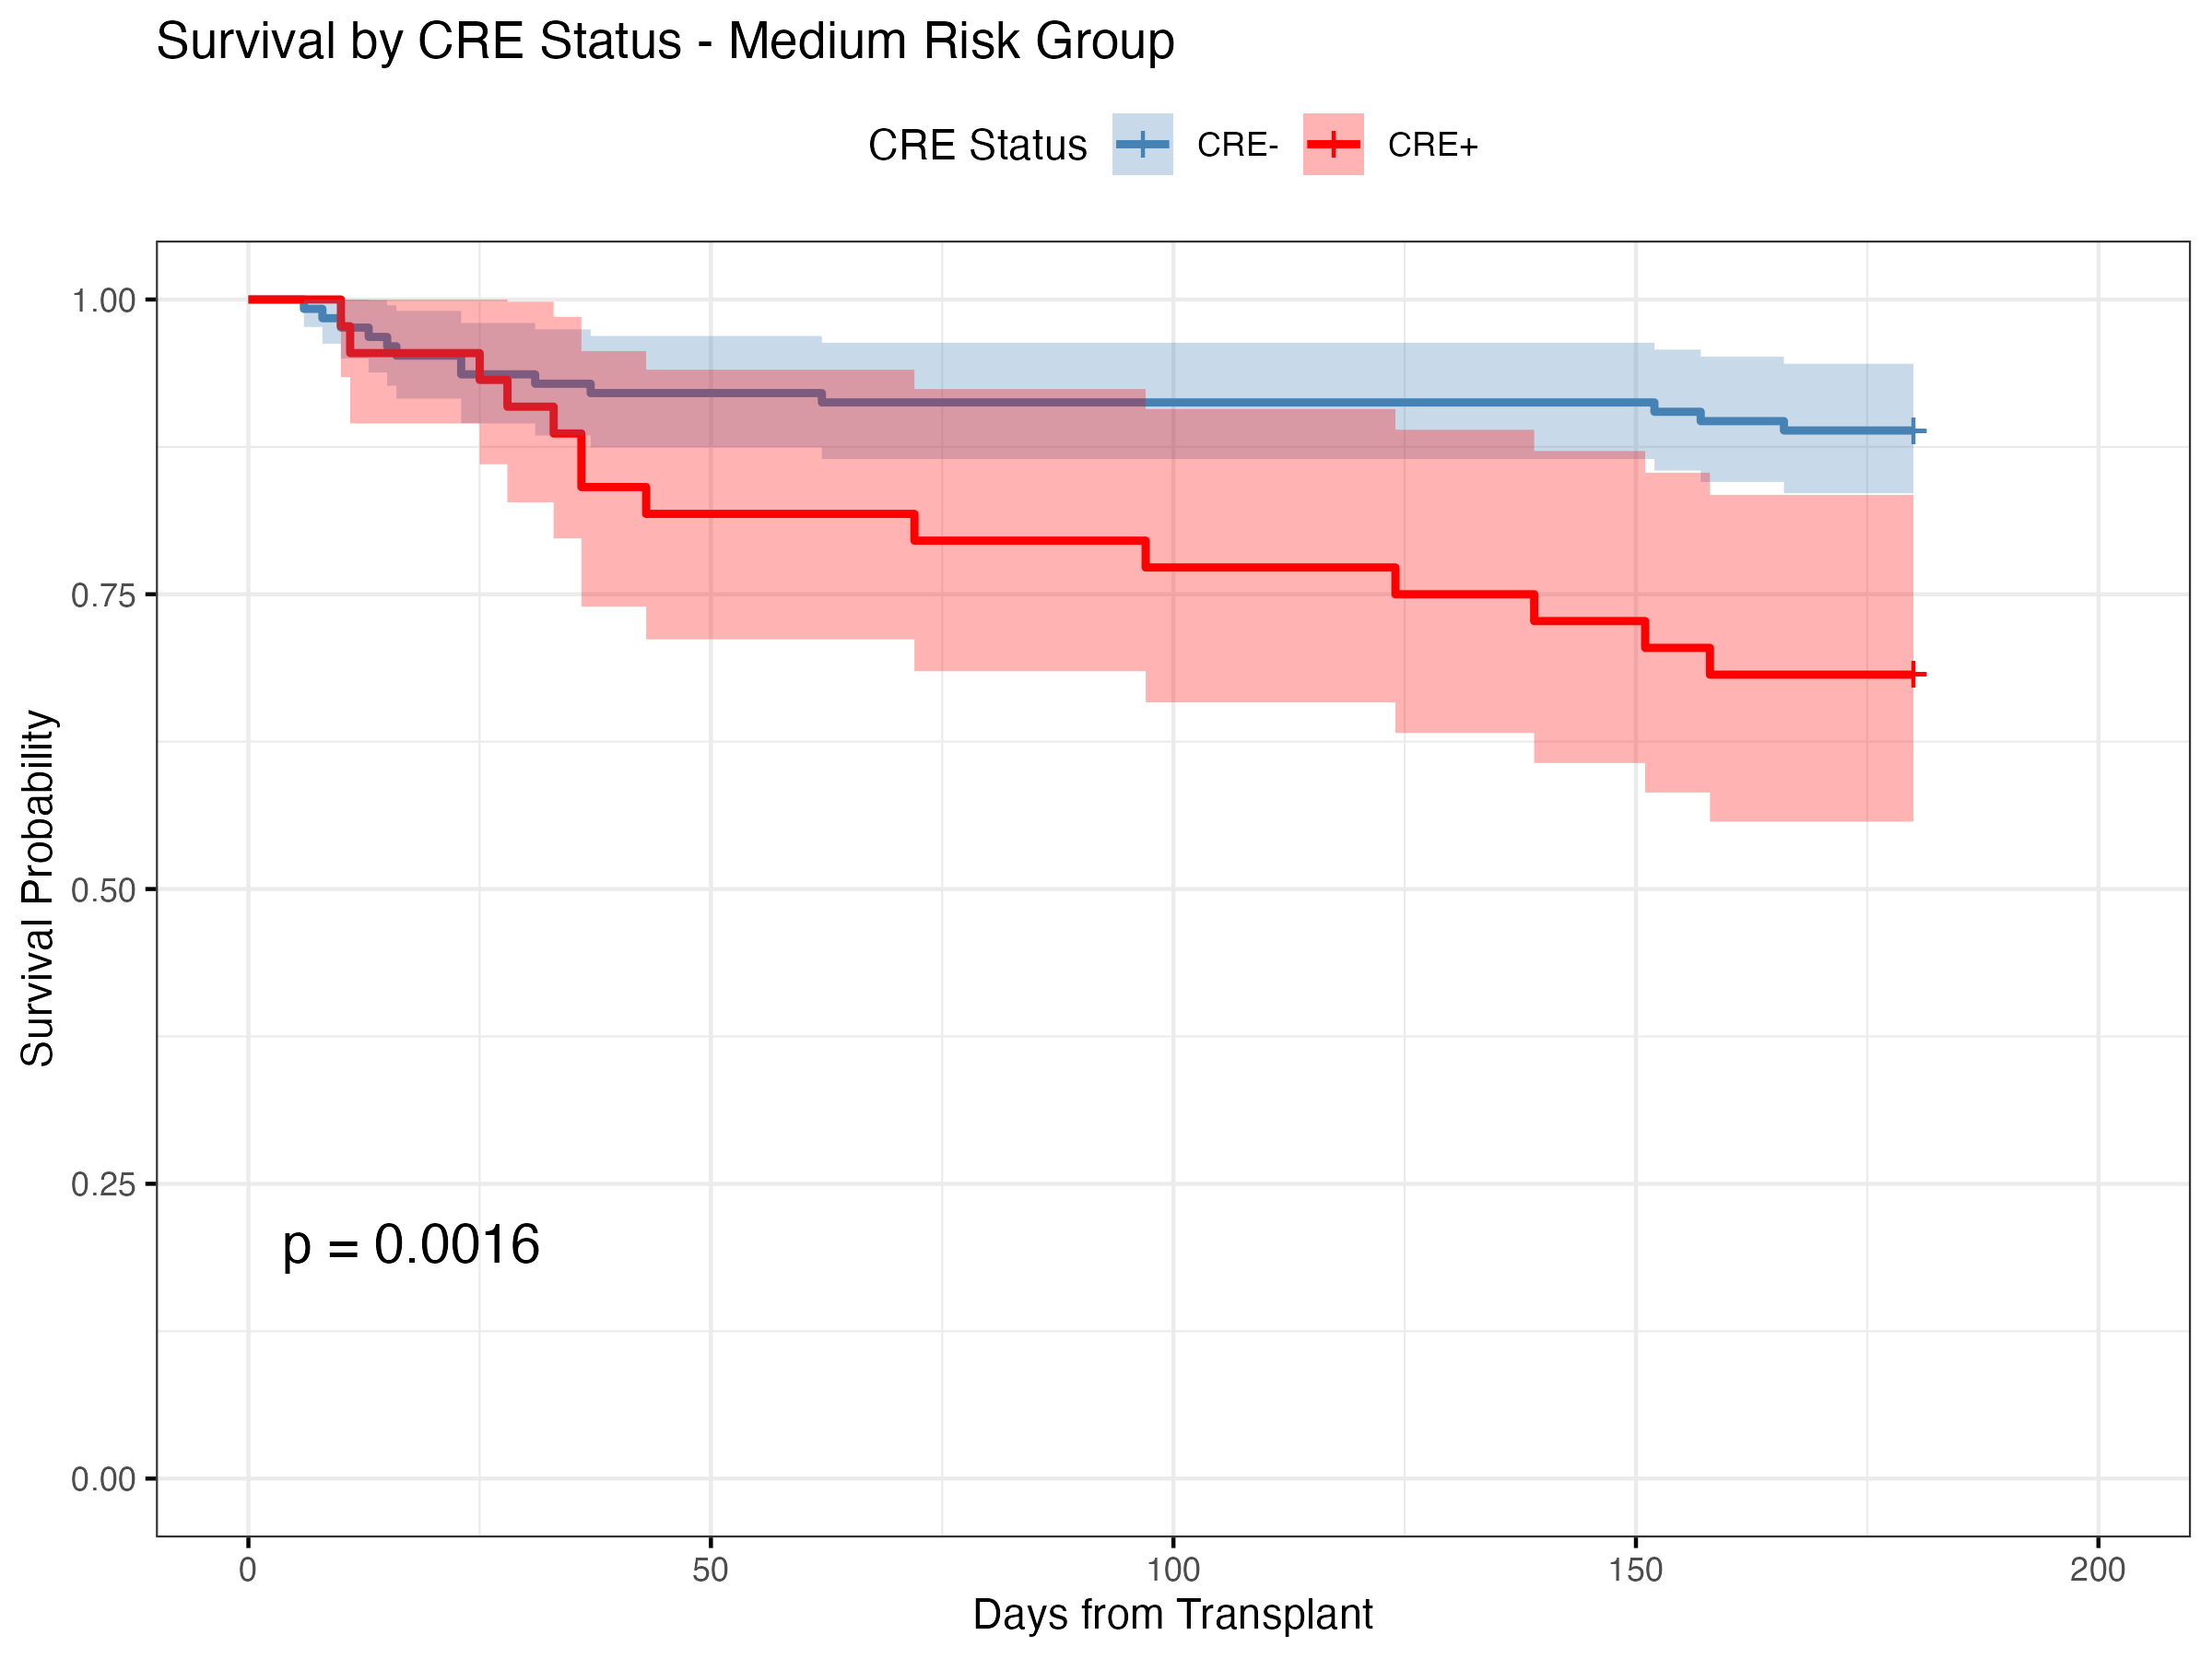 Survival by CRE Status - Medium Risk Group
CRE Status CRE- CRE+
Survival Probability
1.00
0.75
0.50
0.25
0.00
p = 0.0016
0 50 100 150 200
Days from Transplant